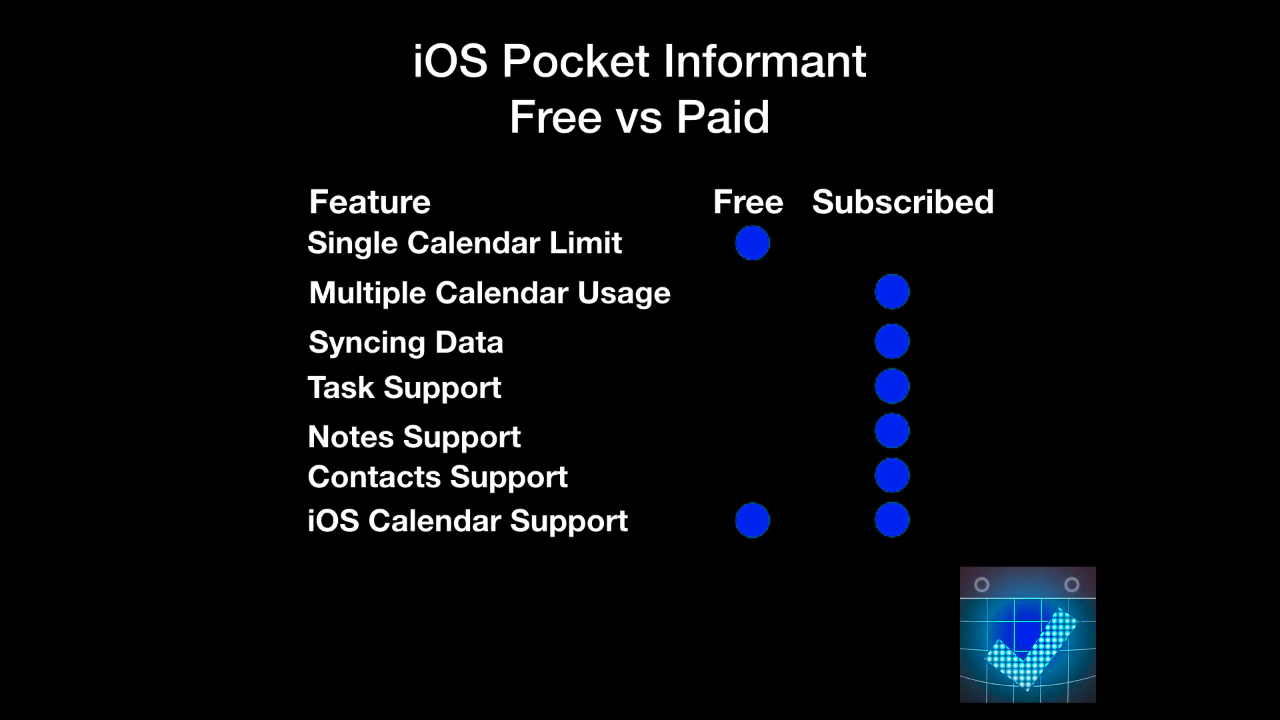 iOS Pocket Informant
Free vs Paid
Feature Free Subscribed
Single Calendar Limit
Multiple Calendar Usage
Syncing Data
Task Support
Notes Support
Contacts Support
iOS Calendar Support